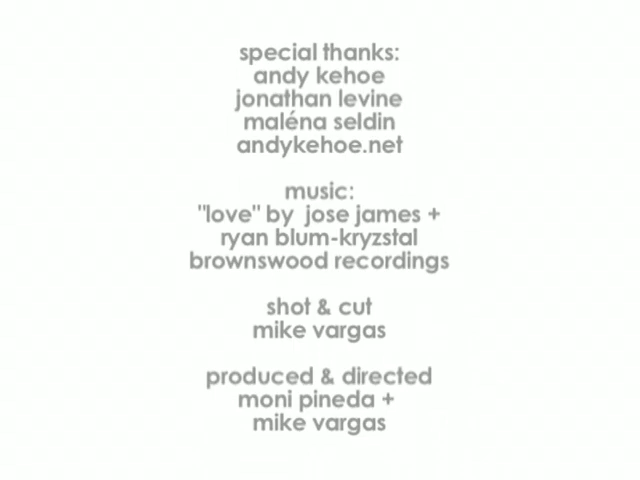 special thanks:
andy kehoe
jonathan levine
maléna seldin
andykehoe.net
music:
"love" by jose james +
ryan blum-kryzstal
brownswood recordings
shot & cut
mike vargas
produced & directed
moni pineda +
mike vargas